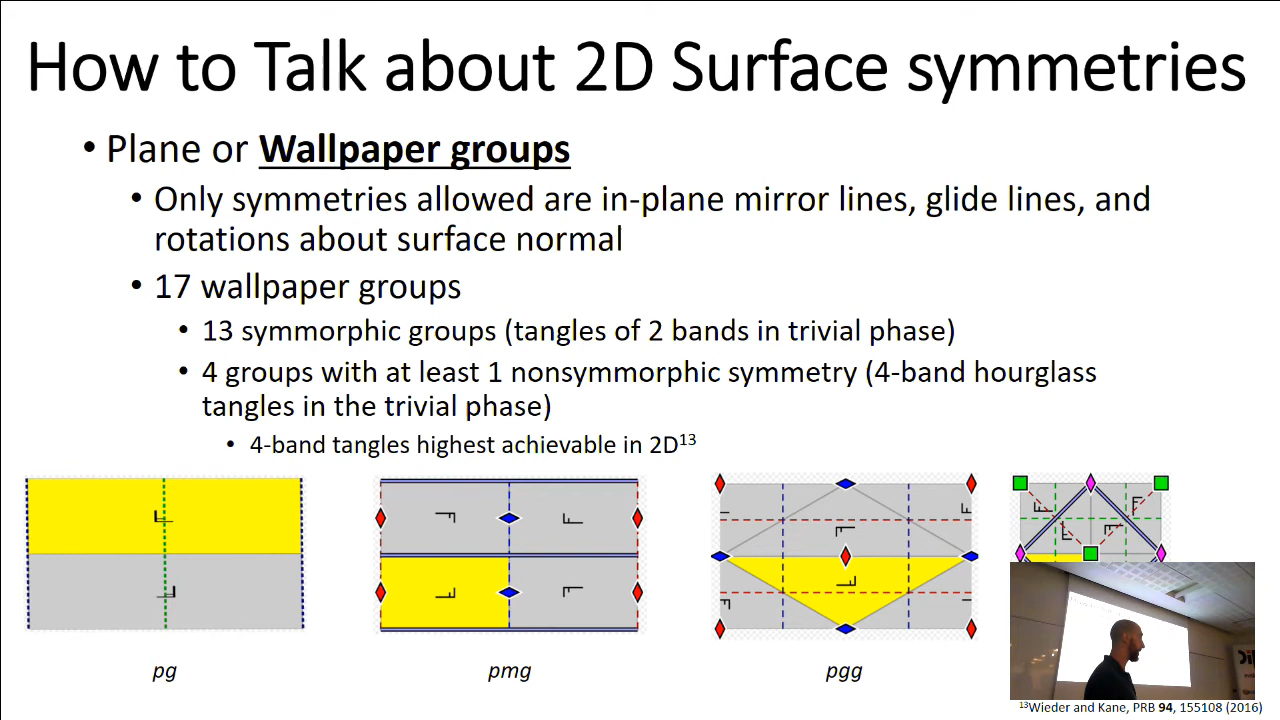 How to Talk about 2D Surface symmetries
• Plane or Wallpaper groups
• Only symmetries allowed are in-plane mirror lines, glide lines, and
rotations about surface normal
• 17 wallpaper groups
• 13 symmorphic groups (tangles of 2 bands in trivial phase)
• 4 groups with at least 1 nonsymmorphic symmetry (4-band hourglass
tangles in the trivial phase)
• 4-band tangles highest achievable in 2D¹³
pg
pmg
pgg
¹³Wieder and Kane, PRB 94, 155108 (2016)